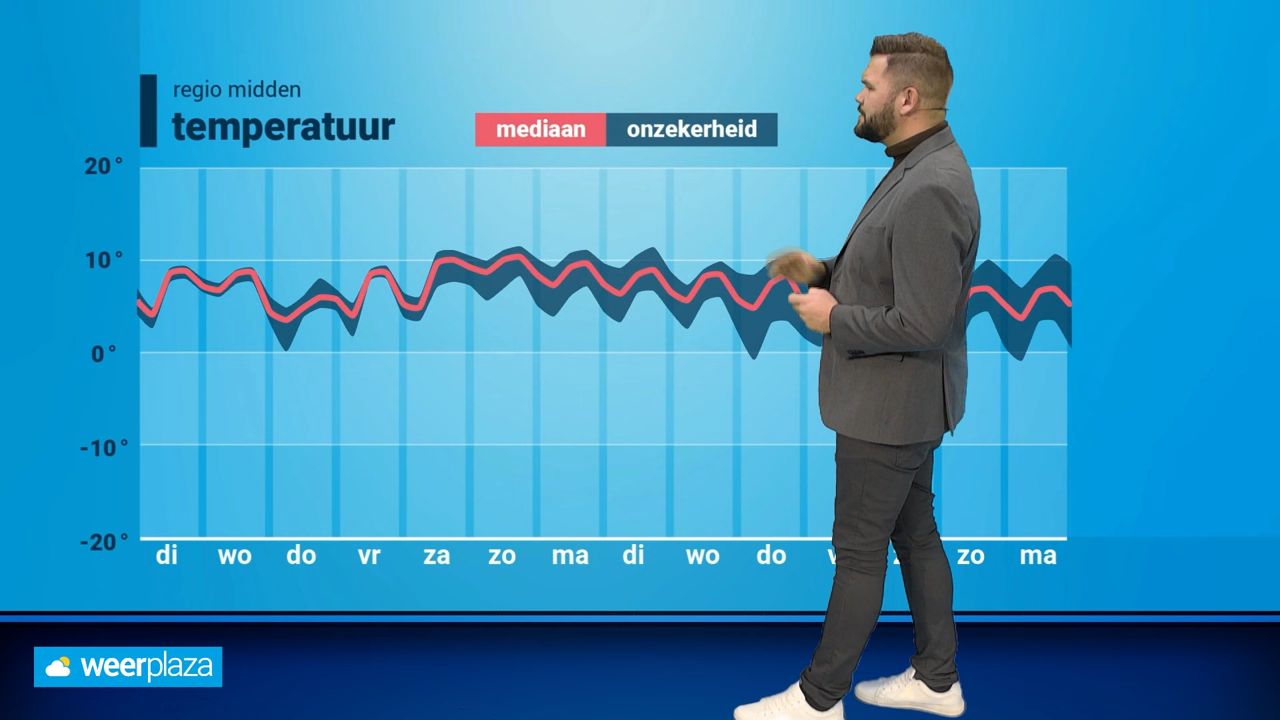 regio midden
temperatuur
mediaan onzekerheid
20°
10°
0°
-10°
-20°
di wo do vr za zo ma di wo do zo ma
weerplaza